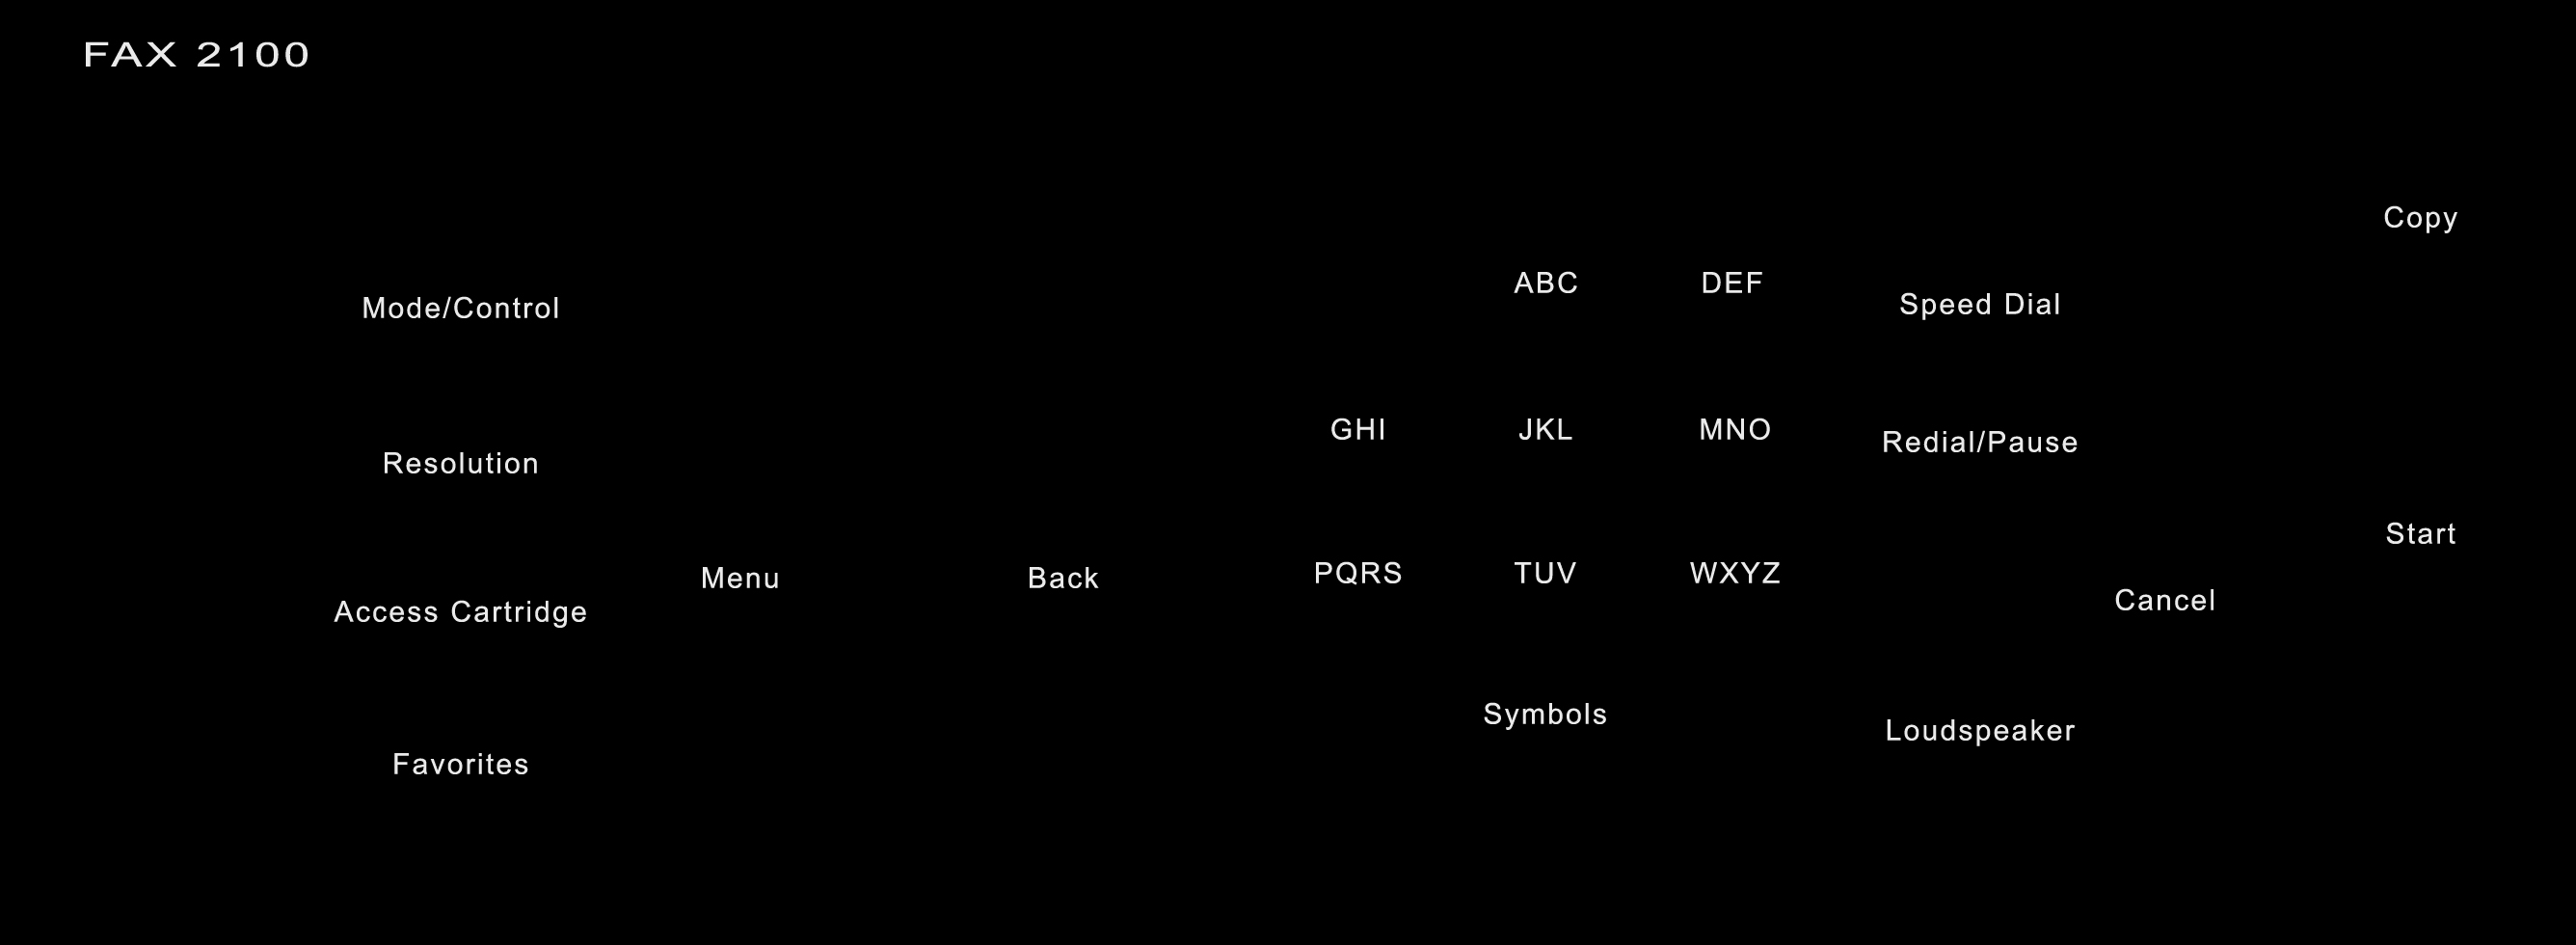 FAX 2100
Copy
ABC DEF
Mode/Control
Speed Dial
GHI JKL MNO
Redial/Pause
Resolution
Start
PQRS TUV WXYZ
Menu Back
Cancel
Access Cartridge
Symbols
Loudspeaker
Favorites